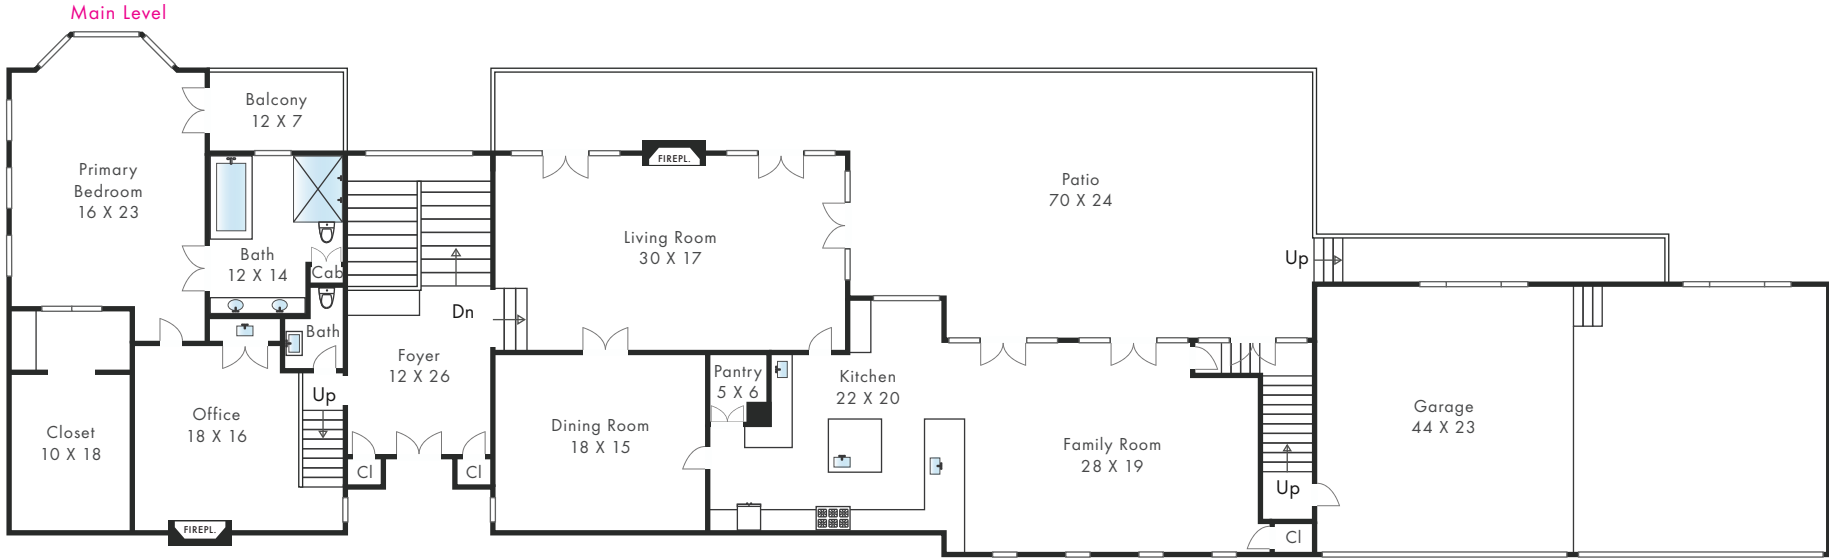 Main Level
Balcony
12 X 7
Primary
Bedroom
16 X 23
FIREPL.
Patio
70 X 24
Living Room
30 X 17
Bath
12 X 14
Cab
Up
Dn
Bath
Foyer
12 X 26
Pantry
5 X 6
Kitchen
22 X 20
Up
Office
18 X 16
Closet
10 X 18
Dining Room
18 X 15
Family Room
28 X 19
Garage
44 X 23
Cl
Cl
Up
FIREPL.
Cl